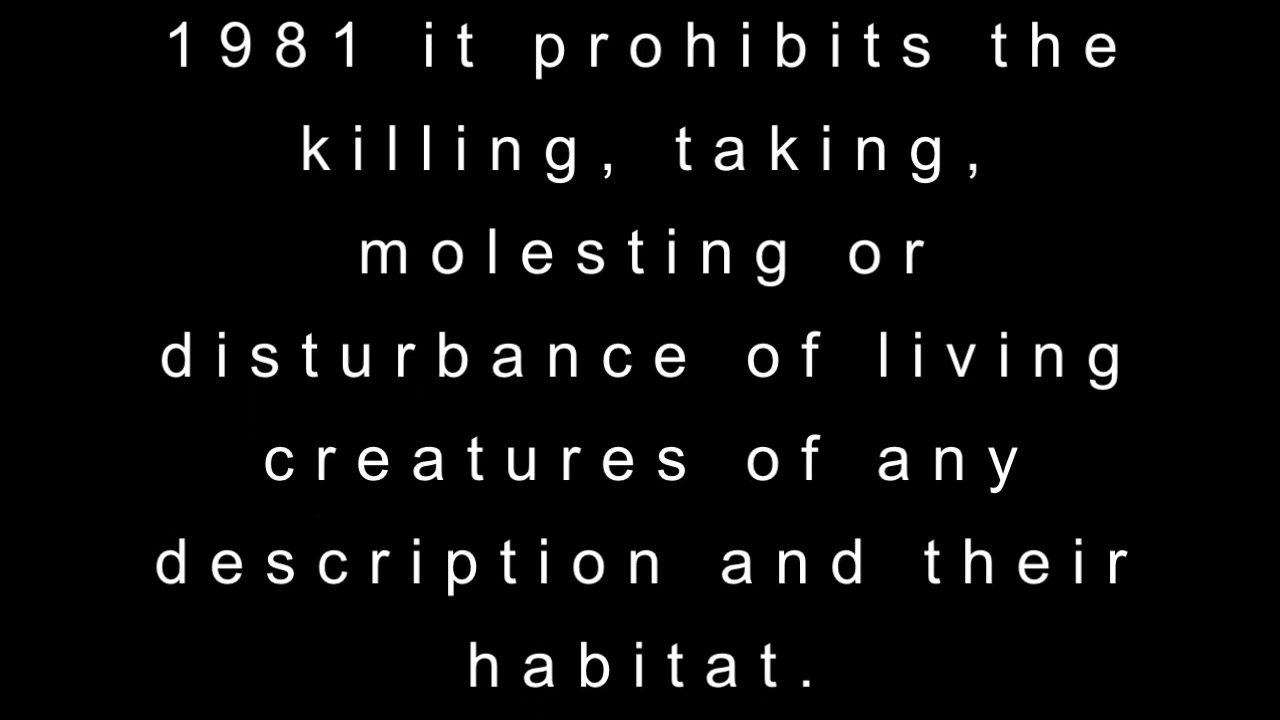 1981 it prohibits the
killing, taking,
molesting or
disturbance of living
creatures of any
description and their
habitat.